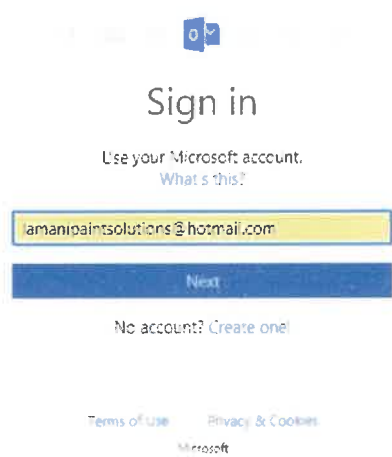 Sign in
Use your Microsoft account.
What's this?
lamanipaintsolutions@hotmail.com
Next
No account? Create one!
Terms of Use Privacy & Cookies
Microsoft